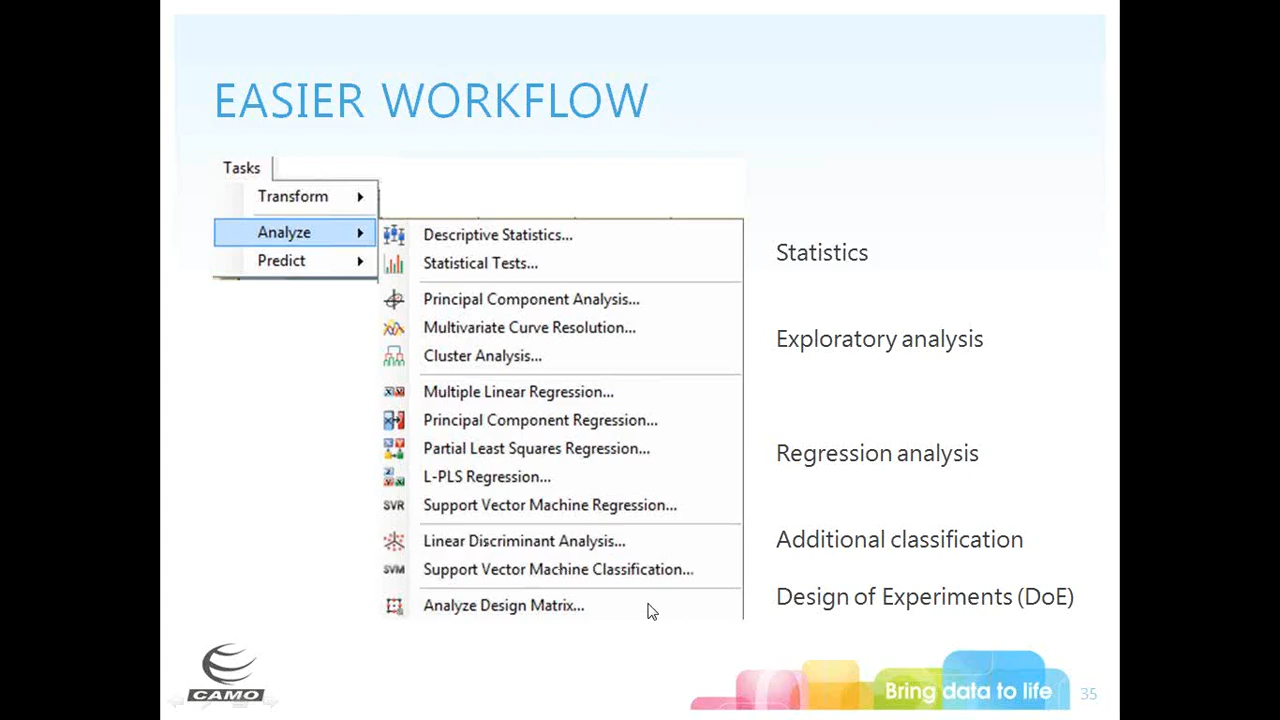 EASIER WORKFLOW
Tasks
Transform
Analyze
Predict
Descriptive Statistics...
Statistical Tests...
Principal Component Analysis...
Multivariate Curve Resolution...
Cluster Analysis...
Multiple Linear Regression...
Principal Component Regression...
Partial Least Squares Regression...
L-PLS Regression...
SVR Support Vector Machine Regression...
Linear Discriminant Analysis...
SVM Support Vector Machine Classification...
Analyze Design Matrix...
Statistics
Exploratory analysis
Regression analysis
Additional classification
Design of Experiments (DoE)
CAMO
Bring data to life
35